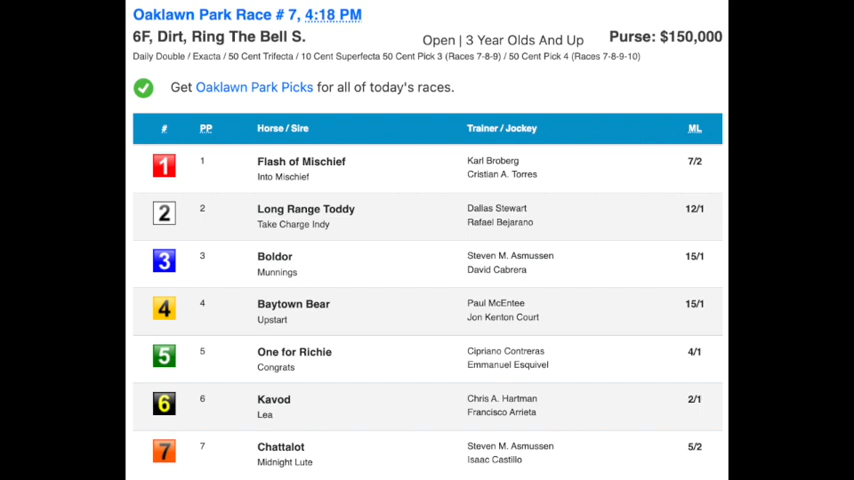 Oaklawn Park Race # 7, 4:18 PM
6F, Dirt, Ring The Bell S. Open | 3 Year Olds And Up Purse: $150,000
Daily Double / Exacta / 50 Cent Trifecta / 10 Cent Superfecta 50 Cent Pick 3 (Races 7-8-9) / 50 Cent Pick 4 (Races 7-8-9-10)
Get Oaklawn Park Picks for all of today's races.
# PP Horse / Sire Trainer / Jockey ML
1 1 Flash of Mischief Karl Broberg 7/2
Into Mischief Cristian A. Torres
2 2 Long Range Toddy Dallas Stewart 12/1
Take Charge Indy Rafael Bejarano
3 3 Boldor Steven M. Asmussen 15/1
Munnings David Cabrera
4 4 Baytown Bear Paul McEntee 15/1
Upstart Jon Kenton Court
5 5 One for Richie Cipriano Contreras 4/1
Congrats Emmanuel Esquivel
6 6 Kavod Chris A. Hartman 2/1
Lea Francisco Arrieta
7 7 Chattalot Steven M. Asmussen 5/2
Midnight Lute Isaac Castillo